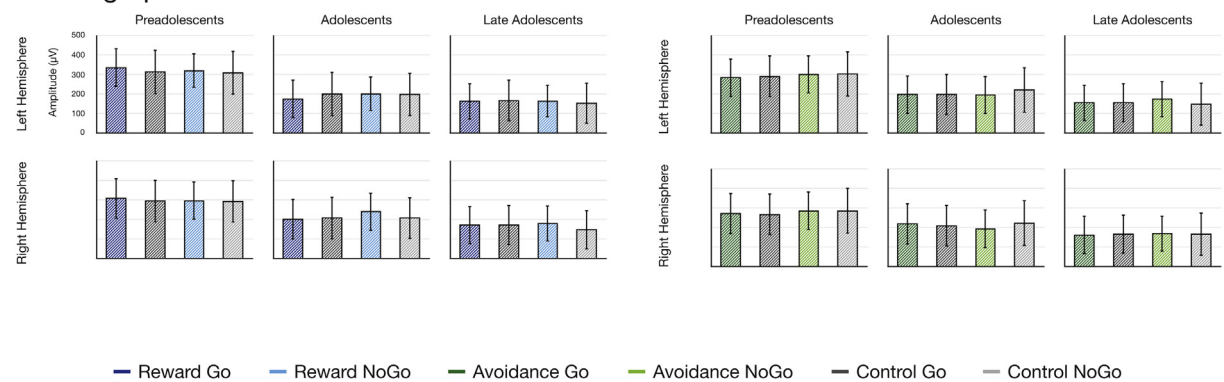 Preadolescents Adolescents Late Adolescents Preadolescents Adolescents Late Adolescents
Left Hemisphere
Amplitude (µV)
500
400
300
200
100
0
Left Hemisphere
Right Hemisphere
Right Hemisphere
Reward Go Reward NoGo Avoidance Go Avoidance NoGo Control Go Control NoGo